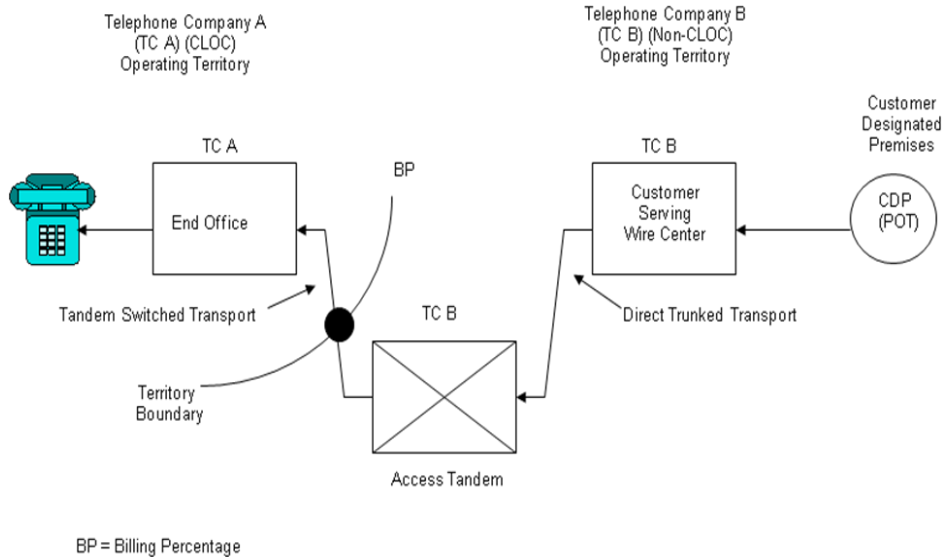 Telephone Company A
(TC A) (CLOC)
Operating Territory
Telephone Company B
(TC B) (Non-CLOC)
Operating Territory
Customer
Designated
Premises
TC A
BP
TC B
End Office
Customer
Serving
Wire Center
CDP
(POT)
Tandem Switched Transport
TC B
Direct Trunked Transport
Territory
Boundary
Access Tandem
BP = Billing Percentage